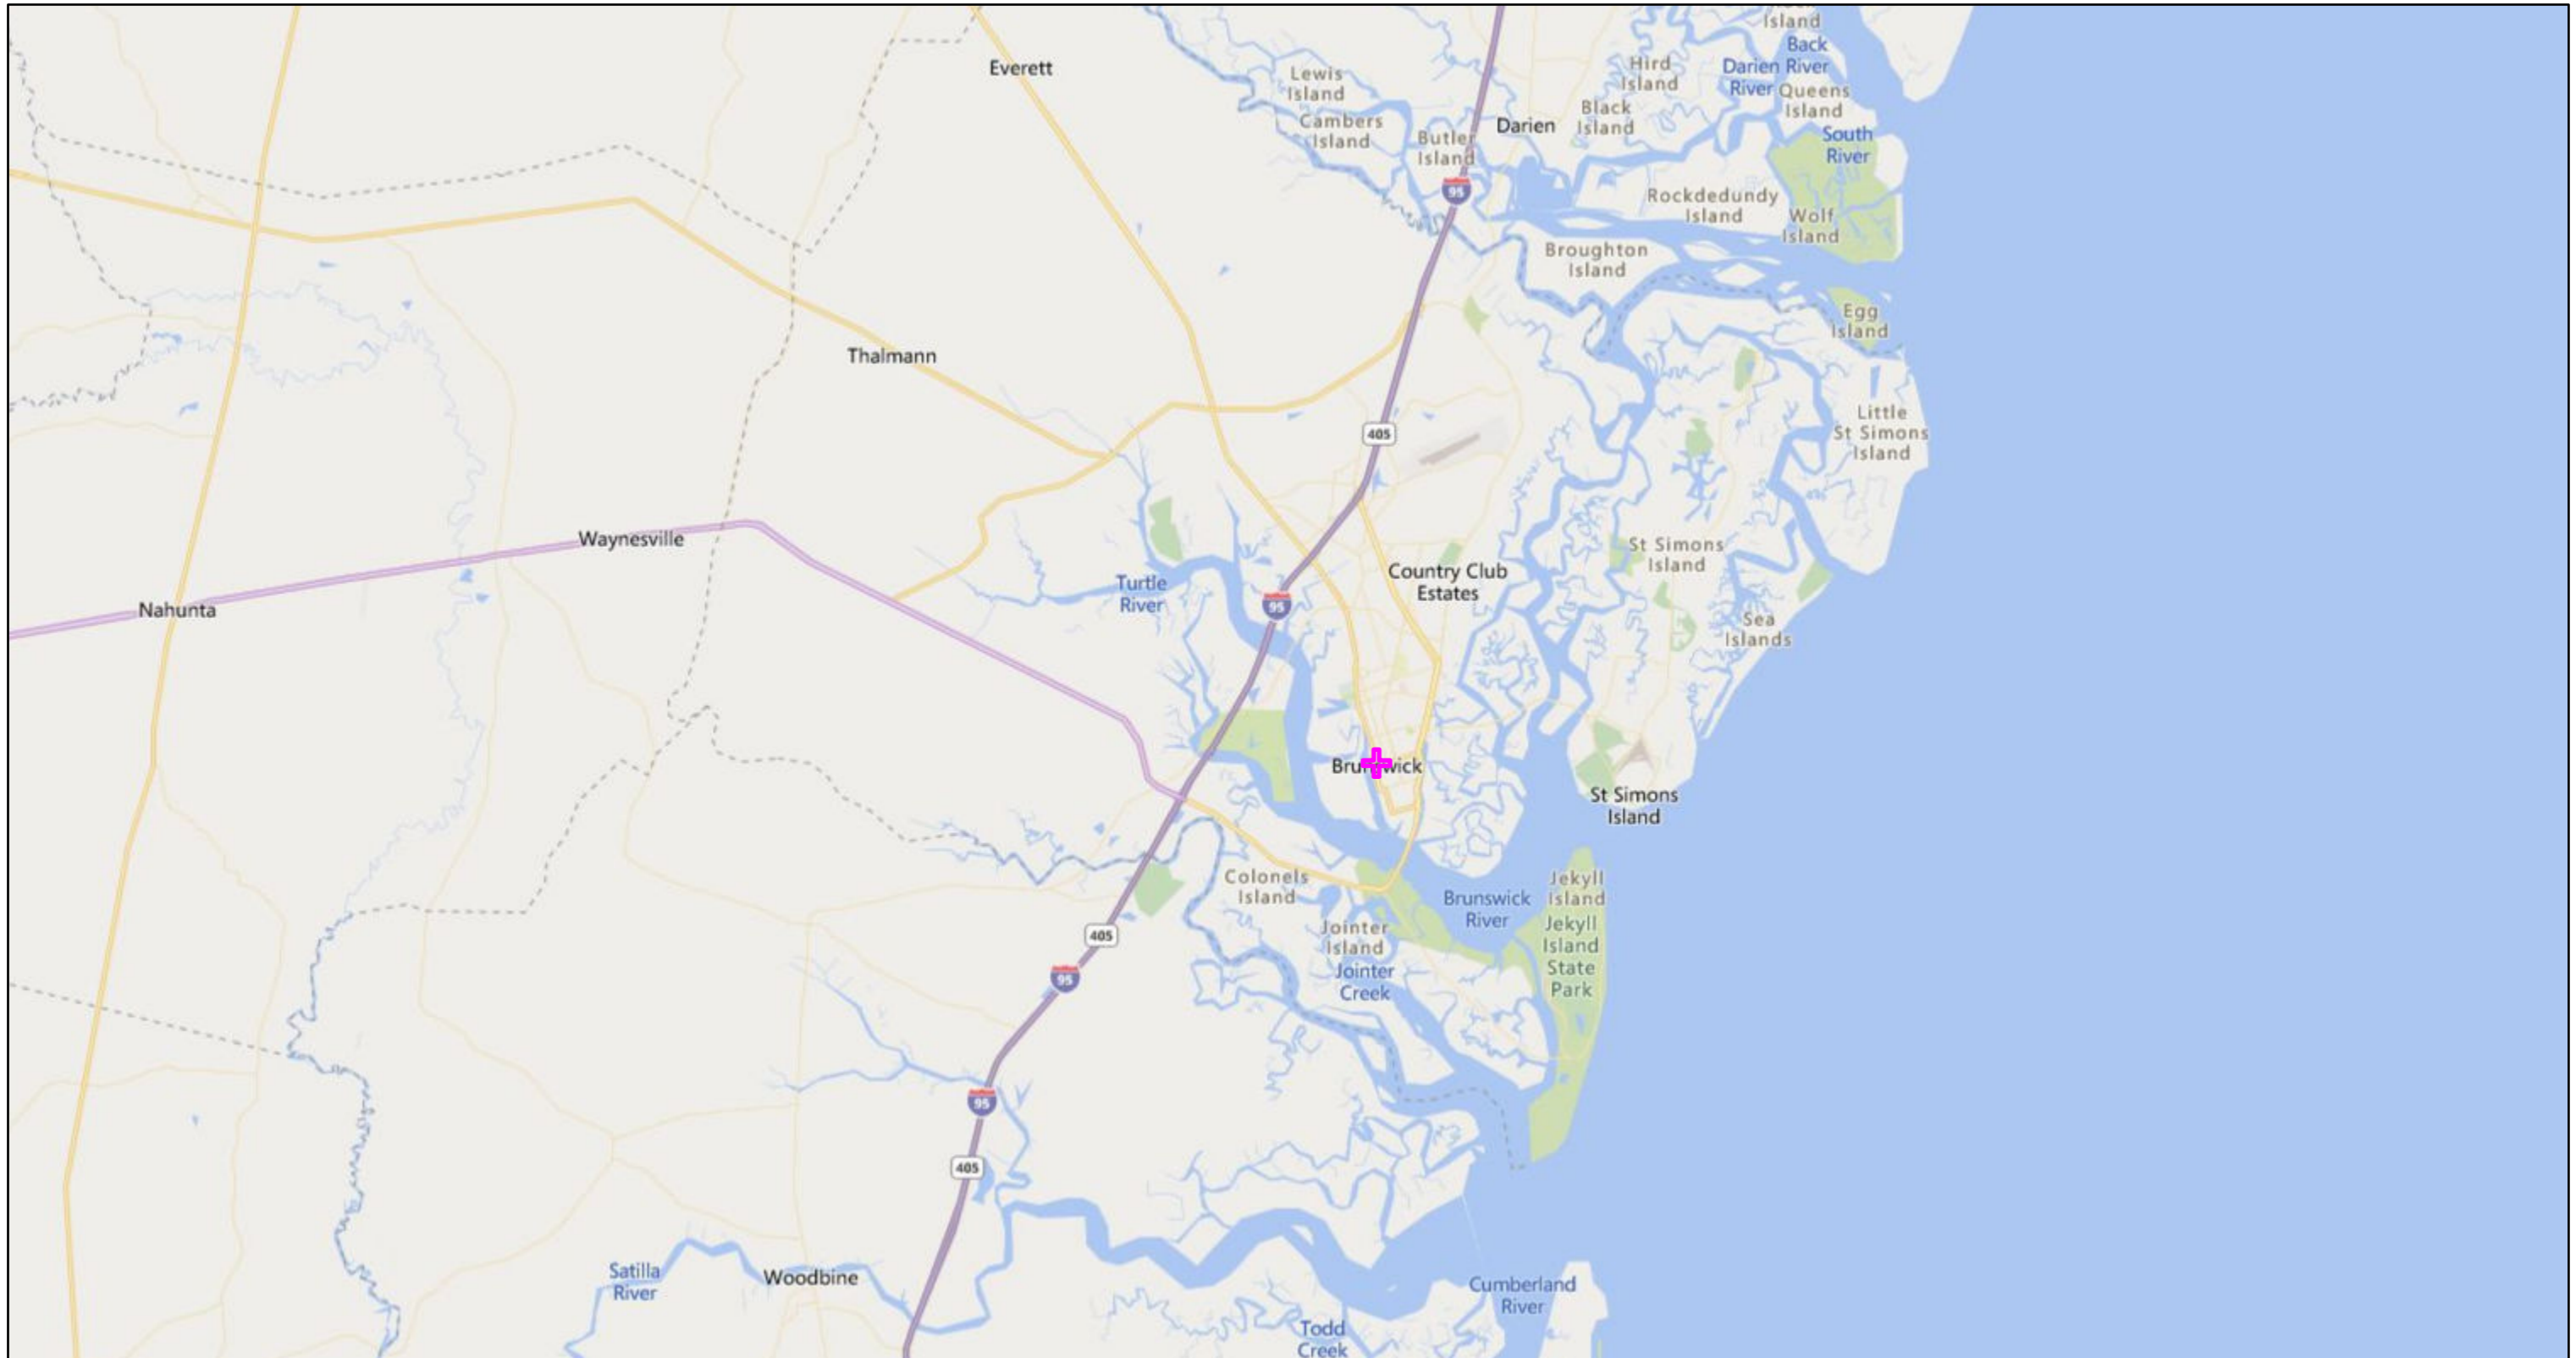 Island
Back
Darien River
River
Queens
Island
Hird
Island
Everett
Lewis
Island
Black
Island
Cambers
Island
Darien
Butler
Island
South
River
95
Rockdedundy
Island
Wolf
Island
Broughton
Island
Egg
Island
Thalmann
Little
St Simons
Island
405
Waynesville
St Simons
Island
Country Club
Estates
Turtle
River
Nahunta
95
Sea
Islands
Brunswick
St Simons
Island
Colonels
Island
Jekyll
Island
Brunswick
River
Jekyll
Island
State
Park
Jointer
Island
405
Jointer
Creek
95
95
405
Satilla
River
Woodbine
Cumberland
River
Todd
Creek